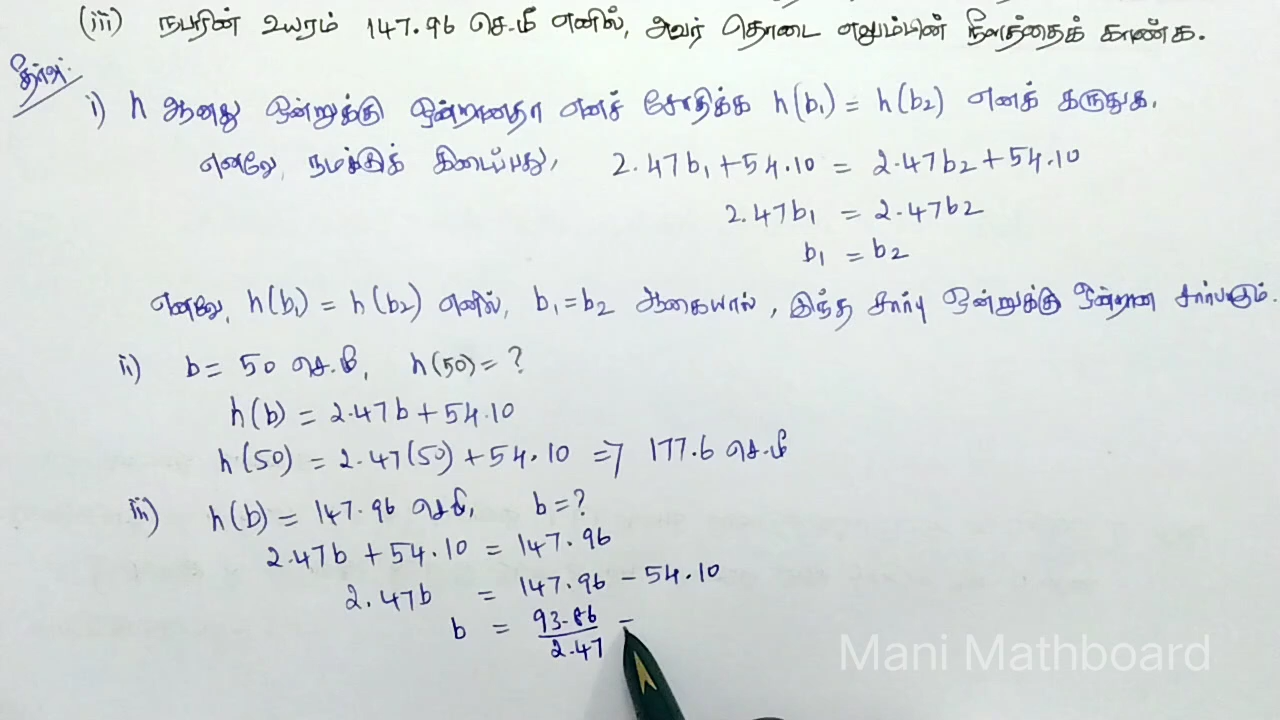 (iii) நபரின் உயரம் 147.96 செ.மீ எனில், அவர் தொடை எலும்பின் நீளத்தைக் காண்க.
தீர்வு:
i) h ஆனது ஒன்றுக்கு ஒன்றானதா எனச் சோதிக்க h(b₁) = h(b₂) எனக் கருதுக.
எனவே, நமக்குக் கிடைப்பது, 2.47b₁ + 54.10 = 2.47b₂ + 54.10
2.47b₁ = 2.47b2
b₁ = b₂
எனவே, h(b₁) = h(b₂) எனில், b₁ = b₂ ஆகையால், இந்த சார்பு ஒன்றுக்கு ஒன்றான சார்பாகும்.
ii) b = 50 செ.மீ, h(50) = ?
h(b) = 2.47b + 54.10
h(50) = 2.47(50) + 54.10 => 177.6 செ.மீ
iii) h(b) = 147.96 செ.மீ, b = ?
2.47b + 54.10 = 147.96
2.47b = 147.96 - 54.10
b = 93.86/2.47 =
Mani Mathboard